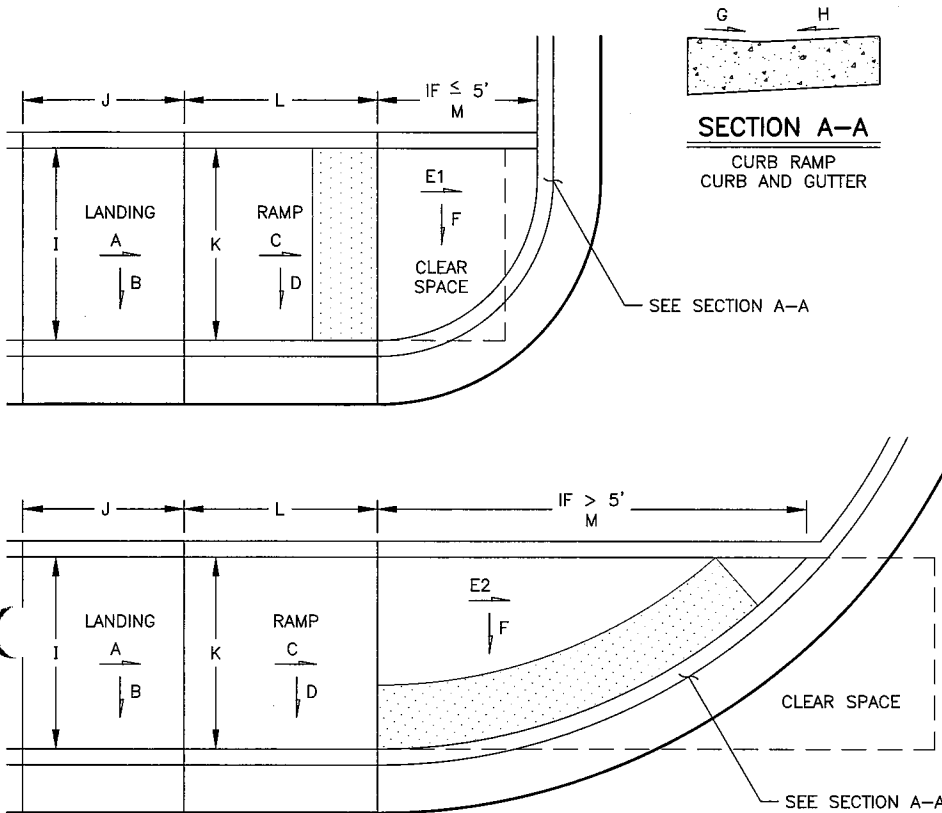 G
H
SECTION A-A
CURB RAMP
CURB AND GUTTER
J
L
IF ≤ 5'
M
E1
F
LANDING
A
B
I
RAMP
C
D
K
CLEAR
SPACE
SEE SECTION A-A
J
L
IF > 5'
M
E2
F
LANDING
A
B
I
RAMP
C
D
K
CLEAR SPACE
SEE SECTION A-A